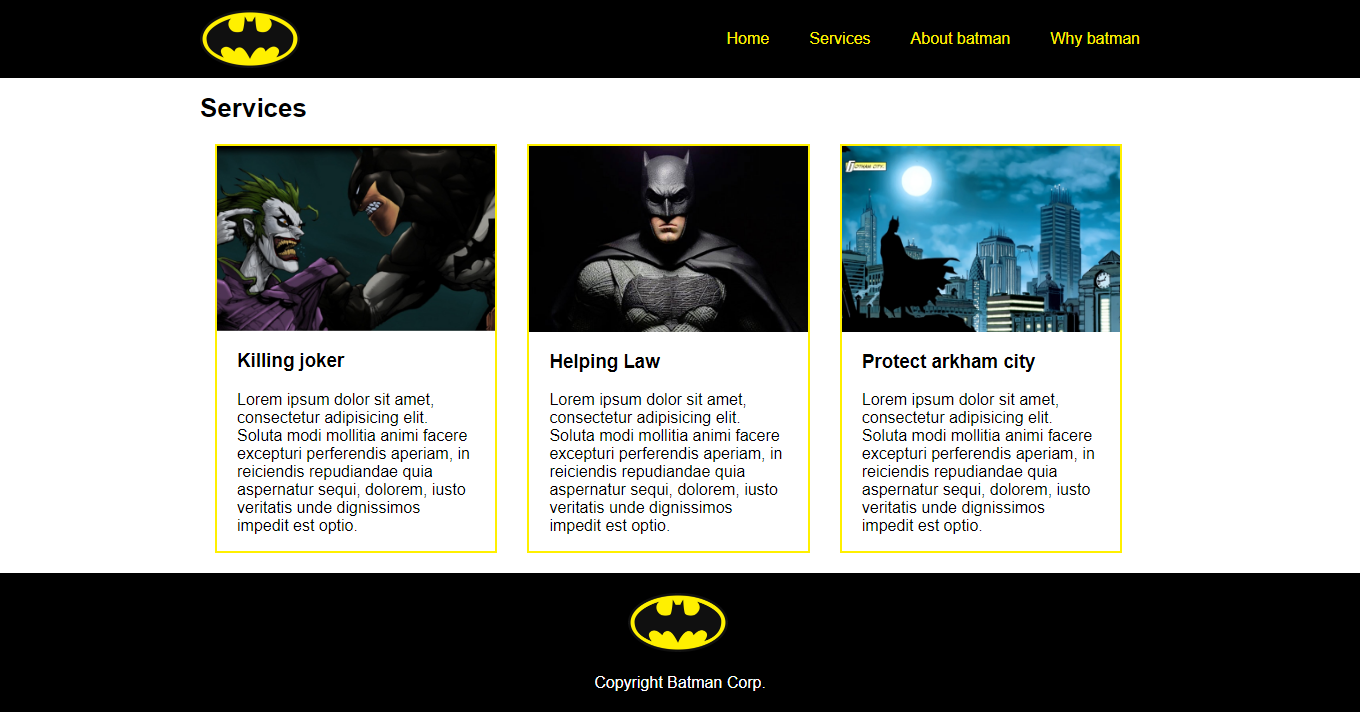 Home Services About batman Why batman
Services
GOTHAM CITY
Killing joker
Lorem ipsum dolor sit amet,
consectetur adipisicing elit.
Soluta modi mollitia animi facere
excepturi perferendis aperiam, in
reiciendis repudiandae quia
aspernatur sequi, dolorem, iusto
veritatis unde dignissimos
impedit est optio.
Helping Law
Lorem ipsum dolor sit amet,
consectetur adipisicing elit.
Soluta modi mollitia animi facere
excepturi perferendis aperiam, in
reiciendis repudiandae quia
aspernatur sequi, dolorem, iusto
veritatis unde dignissimos
impedit est optio.
Protect arkham city
Lorem ipsum dolor sit amet,
consectetur adipisicing elit.
Soluta modi mollitia animi facere
excepturi perferendis aperiam, in
reiciendis repudiandae quia
aspernatur sequi, dolorem, iusto
veritatis unde dignissimos
impedit est optio.
Copyright Batman Corp.